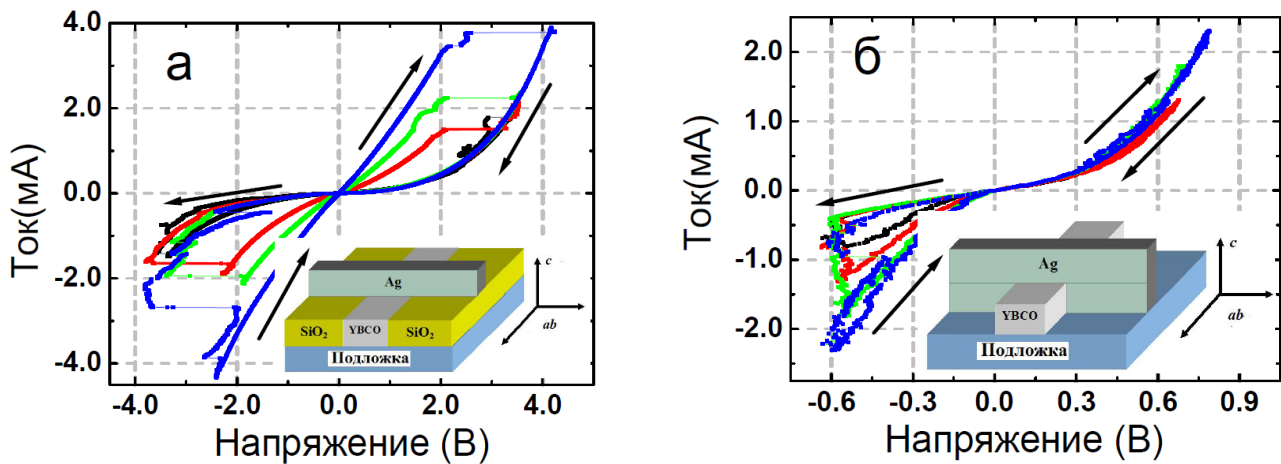 а
Ток(мА)
4.0
2.0
0.0
-2.0
-4.0
-4.0 -2.0 0.0 2.0 4.0
Напряжение (В)
c
ab
Ag
SiO2 YBCO SiO2
Подложка
б
Ток(мА)
2.0
1.0
0.0
-1.0
-2.0
-0.6 -0.3 0.0 0.3 0.6 0.9
Напряжение (В)
c
ab
Ag
YBCO
Подложка